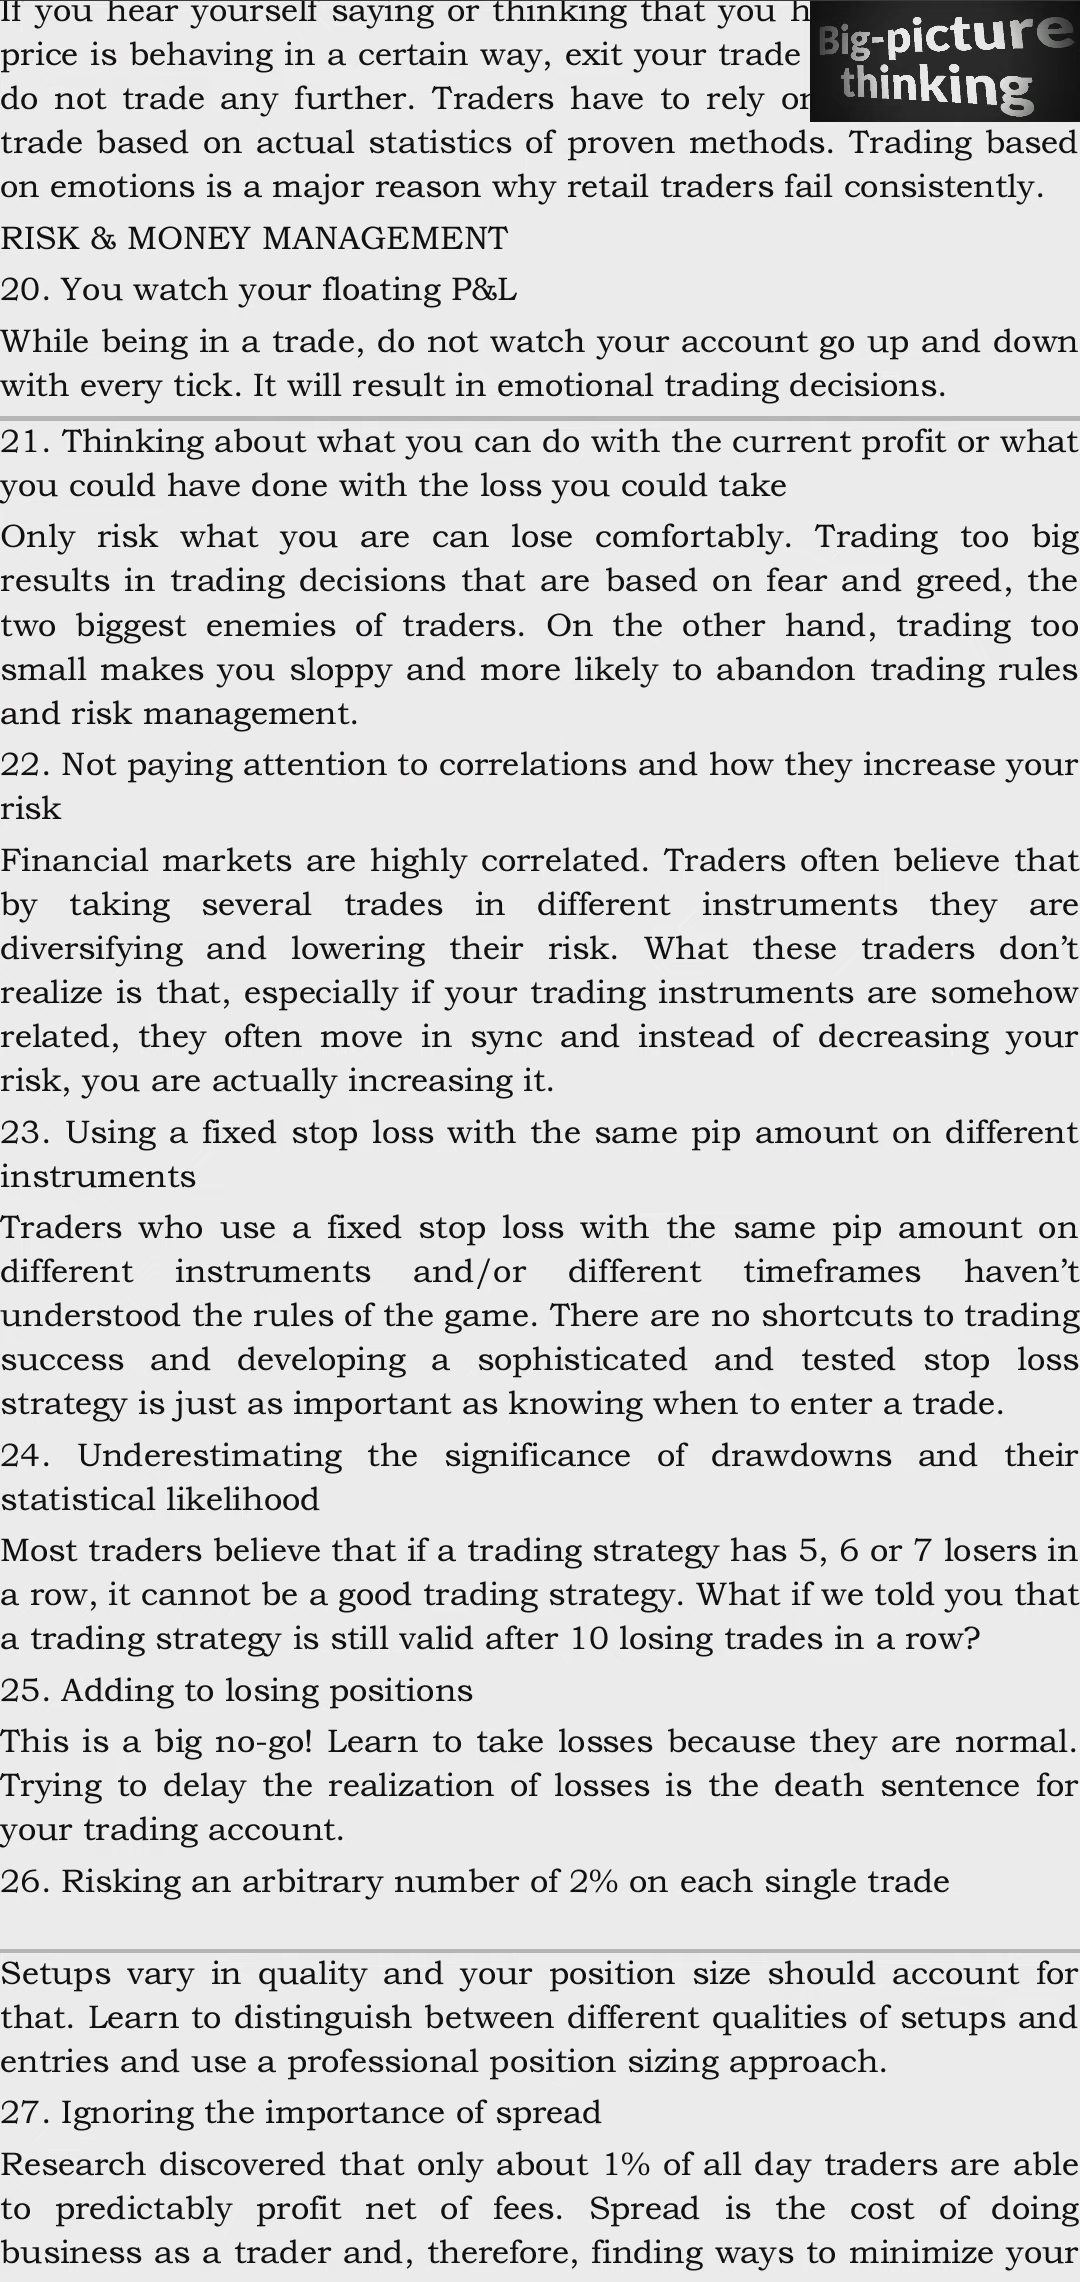 If you hear yourself saying or thinking that you
price is behaving in a certain way, exit your trade
do not trade any further. Traders have to rely
trade based on actual statistics of proven methods. Trading based
on emotions is a major reason why retail traders fail consistently.
Big-picture
thinking
RISK & MONEY MANAGEMENT
20. You watch your floating P&L
While being in a trade, do not watch your account go up and down
with every tick. It will result in emotional trading decisions.
21. Thinking about what you can do with the current profit or what
you could have done with the loss you could take
Only risk what you are can lose comfortably. Trading too big
results in trading decisions that are based on fear and greed, the
two biggest enemies of traders. On the other hand, trading too
small makes you sloppy and more likely to abandon trading rules
and risk management.
22. Not paying attention to correlations and how they increase your
risk
Financial markets are highly correlated. Traders often believe that
by taking several trades in different instruments they are
diversifying and lowering their risk. What these traders don’t
realize is that, especially if your trading instruments are somehow
related, they often move in sync and instead of decreasing your
risk, you are actually increasing it.
23. Using a fixed stop loss with the same pip amount on different
instruments
Traders who use a fixed stop loss with the same pip amount on
different instruments and/or different timeframes haven’t
understood the rules of the game. There are no shortcuts to trading
success and developing a sophisticated and tested stop loss
strategy is just as important as knowing when to enter a trade.
24. Underestimating the significance of drawdowns and their
statistical likelihood
Most traders believe that if a trading strategy has 5, 6 or 7 losers in
a row, it cannot be a good trading strategy. What if we told you that
a trading strategy is still valid after 10 losing trades in a row?
25. Adding to losing positions
This is a big no-go! Learn to take losses because they are normal.
Trying to delay the realization of losses is the death sentence for
your trading account.
26. Risking an arbitrary number of 2% on each single trade
Setups vary in quality and your position size should account for
that. Learn to distinguish between different qualities of setups and
entries and use a professional position sizing approach.
27. Ignoring the importance of spread
Research discovered that only about 1% of all day traders are able
to predictably profit net of fees. Spread is the cost of doing
business as a trader and, therefore, finding ways to minimize your